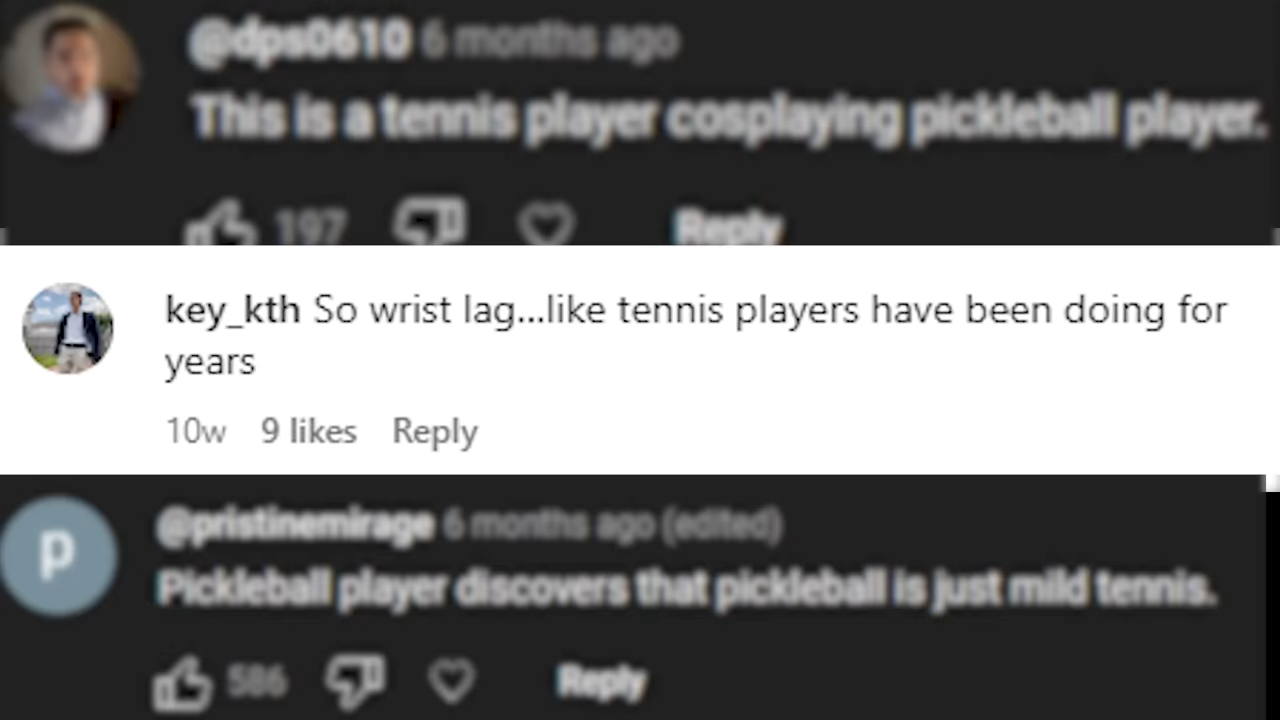 @dps0610 6 months ago
This is a tennis player cosplaying pickleball player.
197 Reply
key_kth So wrist lag...like tennis players have been doing for
years
10w 9 likes Reply
P
@pristinemirage 6 months ago (edited)
Pickleball player discovers that pickleball is just mild tennis.
586 Reply